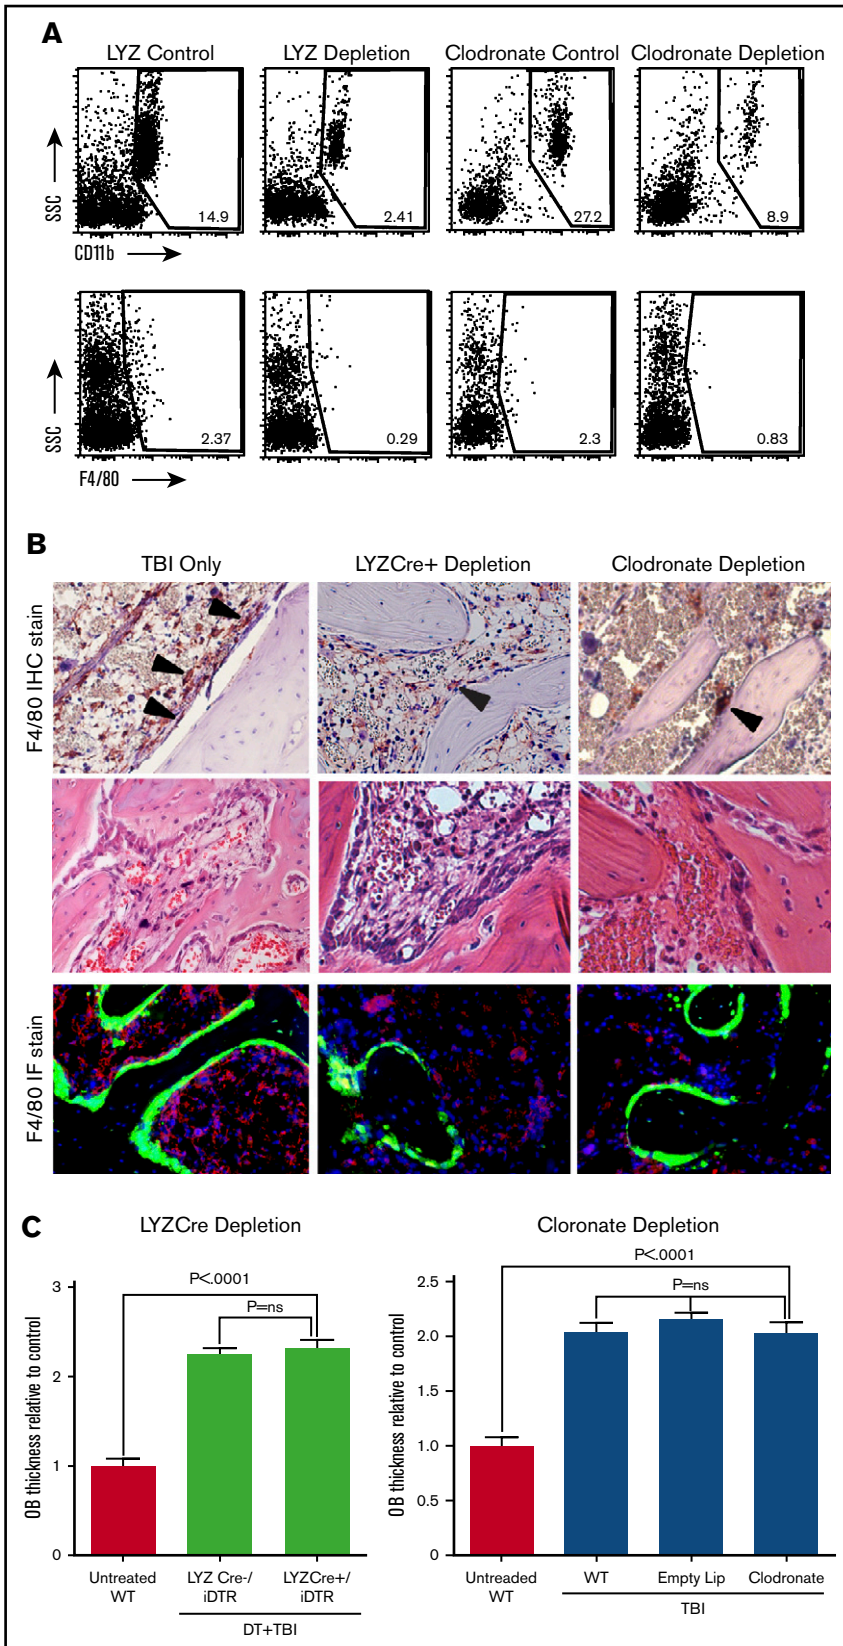 A
LYZ Control
LYZ Depletion
Clodronate Control
Clodronate Depletion
SSC
14.9
2.41
27.2
8.9
CD11b
SSC
2.37
0.29
2.3
0.83
F4/80
B
TBI Only
LYZCre+ Depletion
Clodronate Depletion
F4/80 IHC stain
F4/80 IF stain
C
LYZCre Depletion
Cloronate Depletion
OB thickness relative to control
3
2
1
0
P<.0001
P=ns
Untreated
WT
LYZ Cre-/
iDTR
LYZCre+/
iDTR
DT+TBI
OB thickness relative to control
2.5
2.0
1.5
1.0
0.5
0
P<.0001
P=ns
Untreaded
WT
WT
Empty Lip
Clodronate
TBI